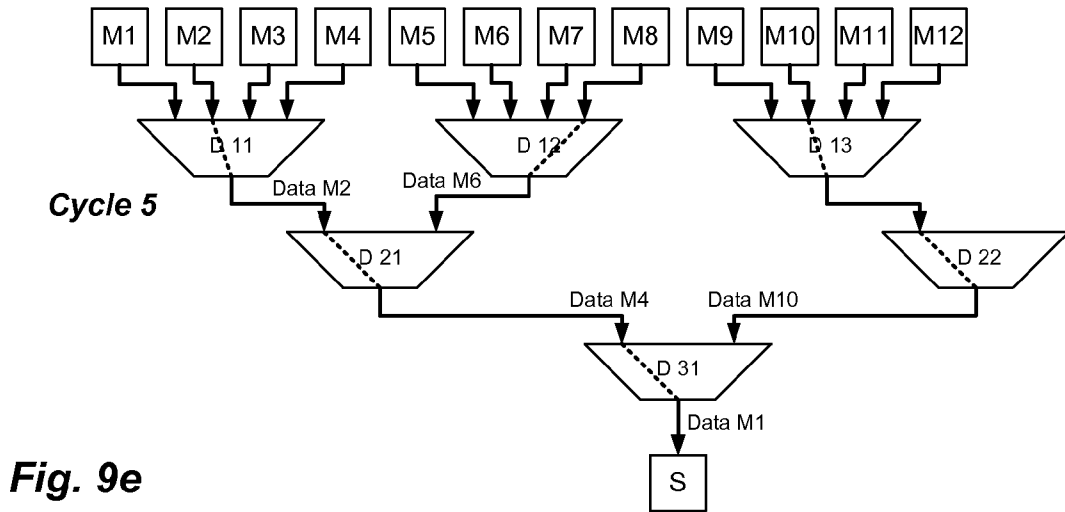 M1 M2 M3 M4 M5 M6 M7 M8 M9 M10 M11 M12
D 11 D 12 D 13
Data M2 Data M6
Cycle 5
D 21 D 22
Data M4 Data M10
D 31
Data M1
S
Fig. 9e